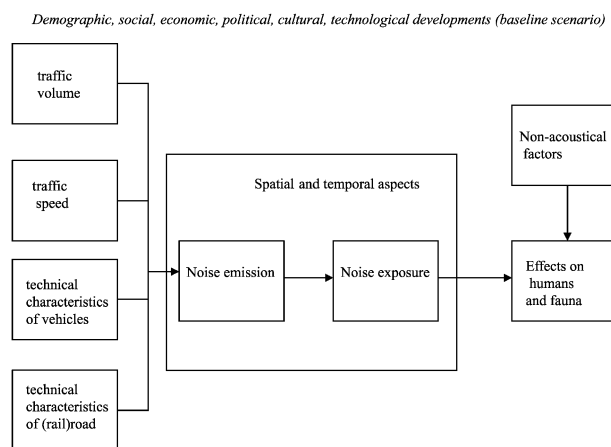 Demographic, social, economic, political, cultural, technological developments (baseline scenario)
traffic
volume
traffic
speed
technical
characteristics
of vehicles
technical
characteristics
of (rail)road
Spatial and temporal aspects
Noise emission
Noise exposure
Non-acoustical
factors
Effects on
humans
and fauna